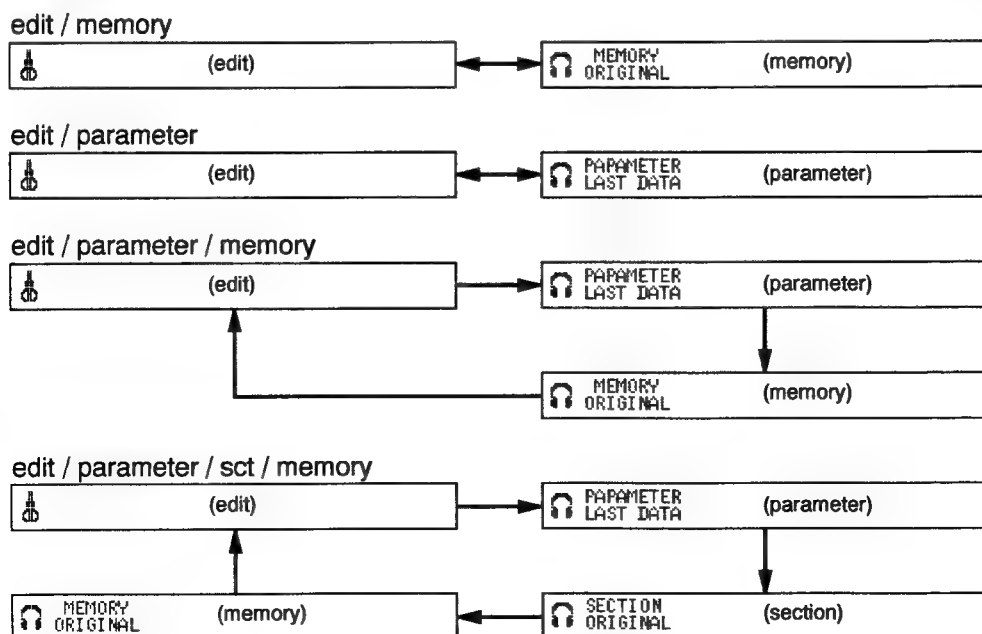 edit / memory
(edit)
MEMORY
ORIGINAL
(memory)
edit / parameter
(edit)
PAPAMETER
LAST DATA
(parameter)
edit / parameter / memory
(edit)
PAPAMETER
LAST DATA
(parameter)
MEMORY
ORIGINAL
(memory)
edit / parameter / sct / memory
(edit)
PAPAMETER
LAST DATA
(parameter)
MEMORY
ORIGINAL
(memory)
SECTION
ORIGINAL
(section)